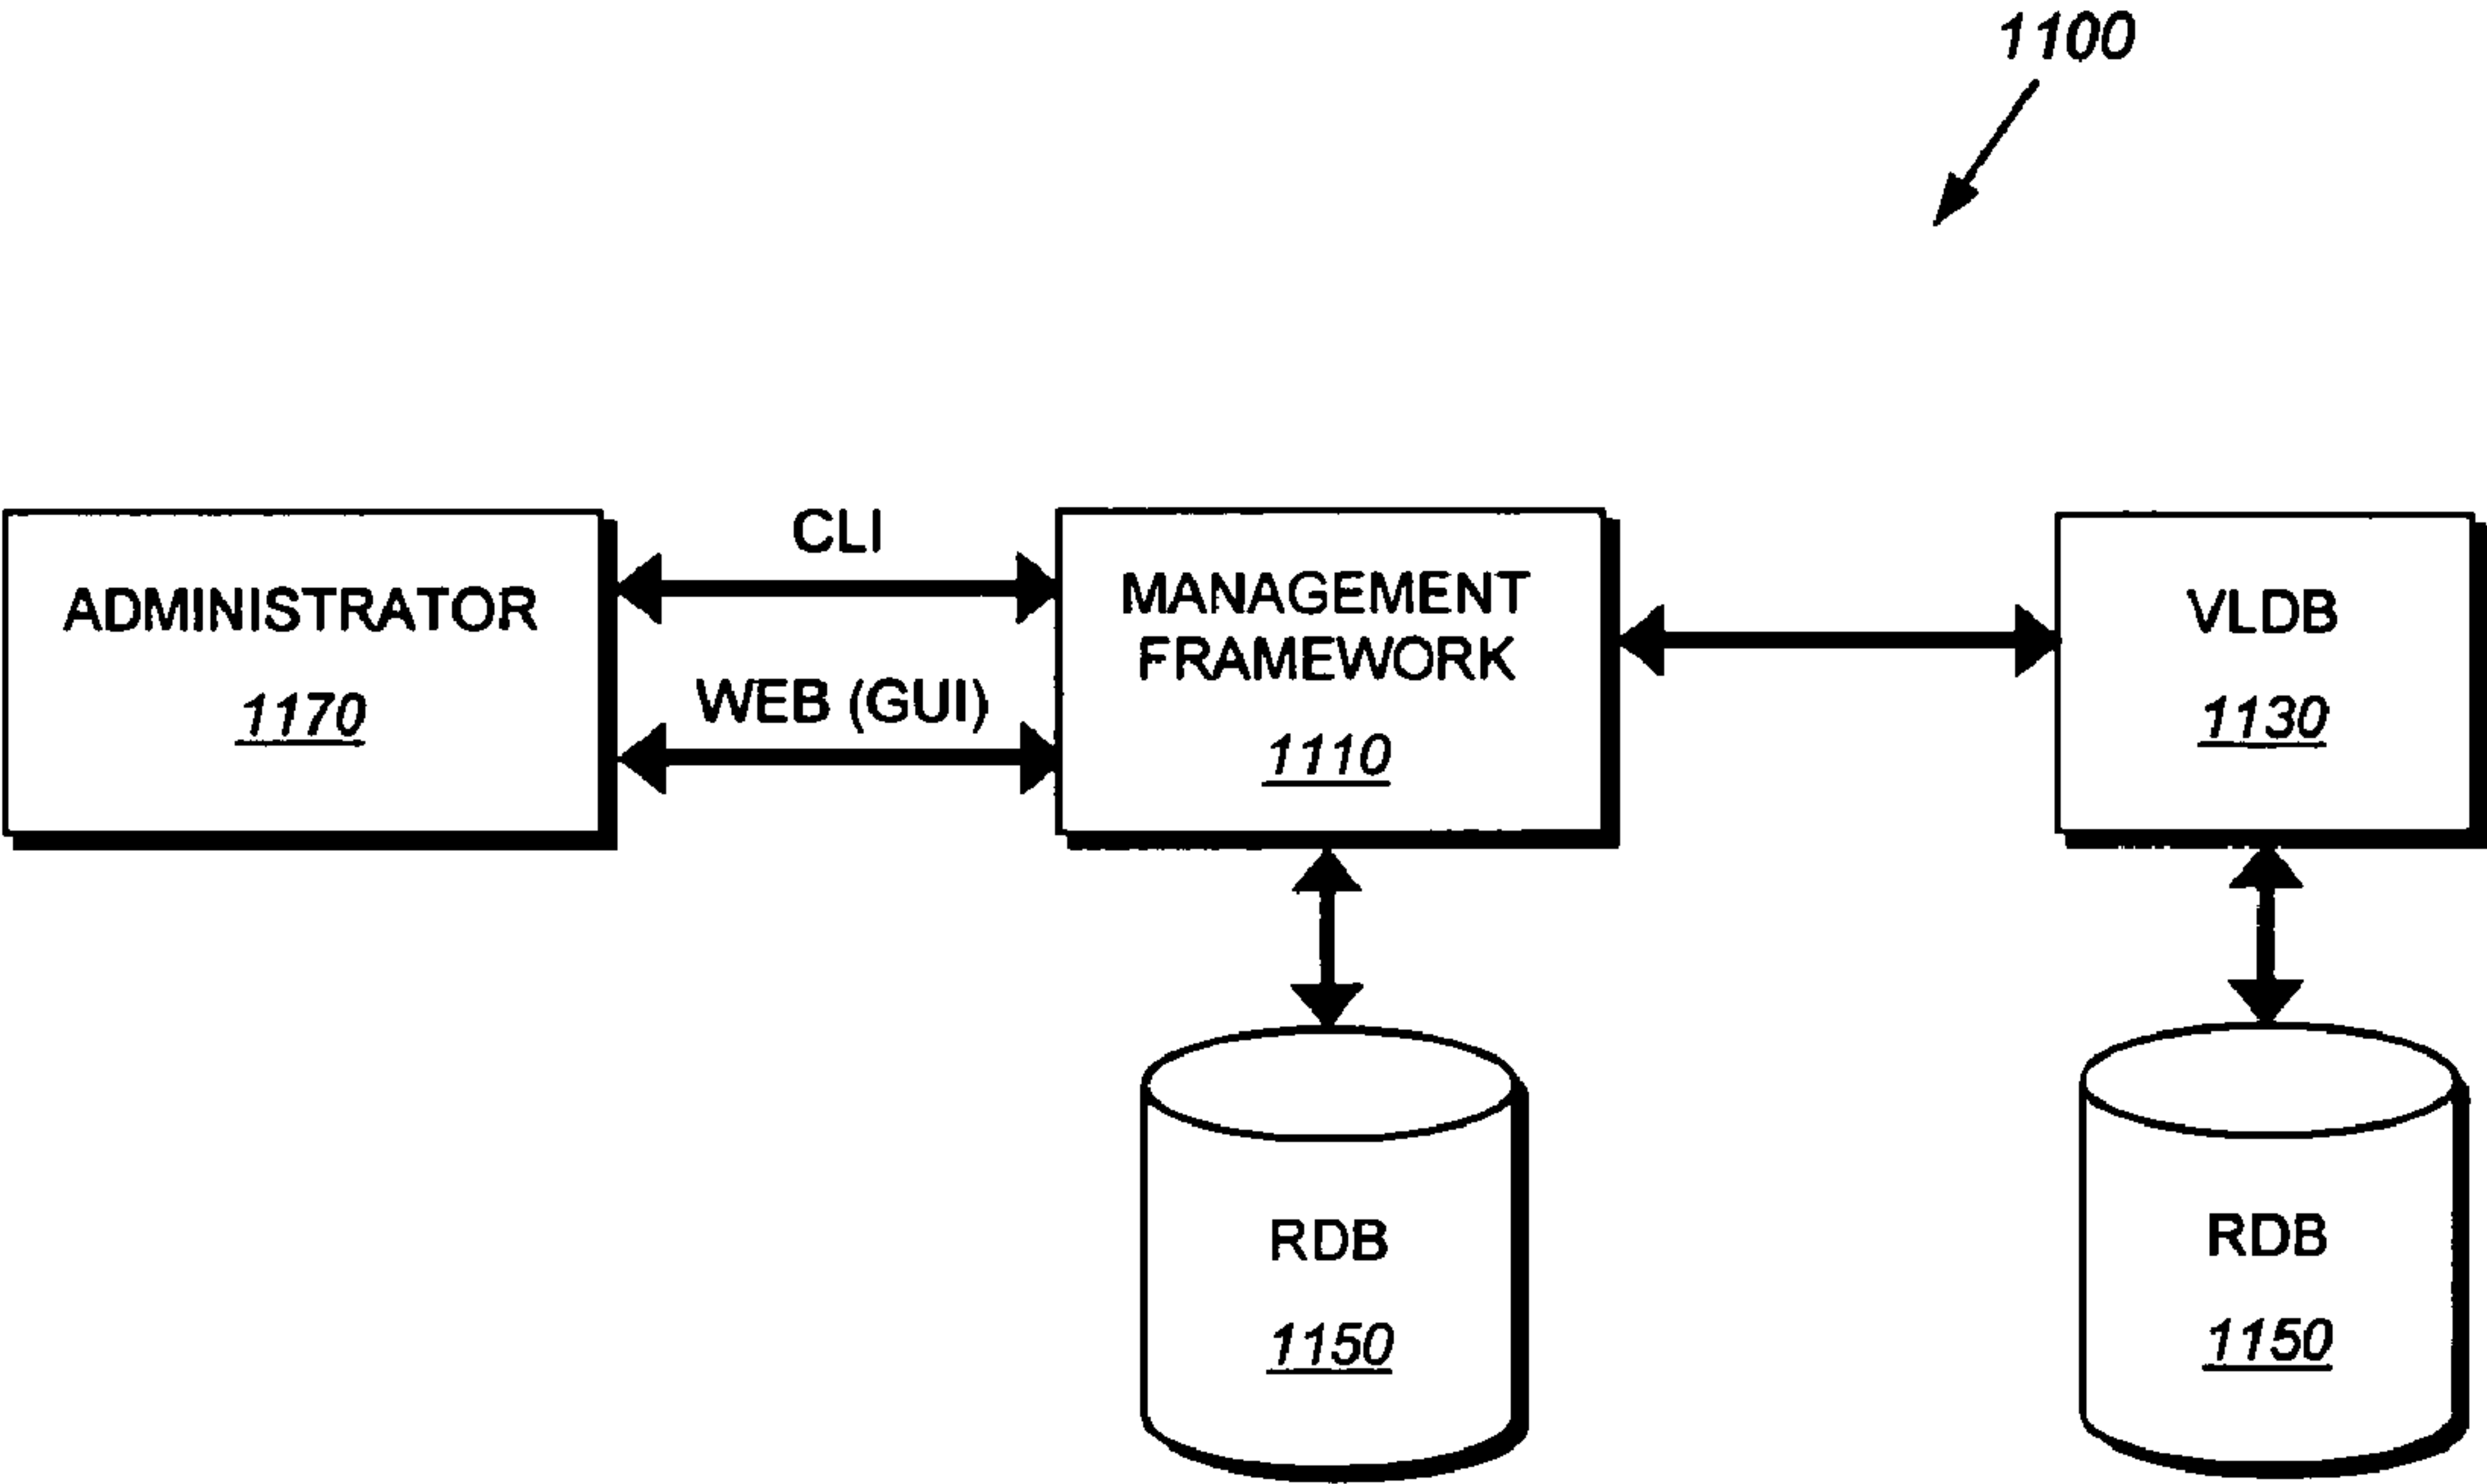 1100
CLI
ADMINISTRATOR
1170
WEB (GUI)
MANAGEMENT
FRAMEWORK
1110
VLDB
1130
RDB
1150
RDB
1150